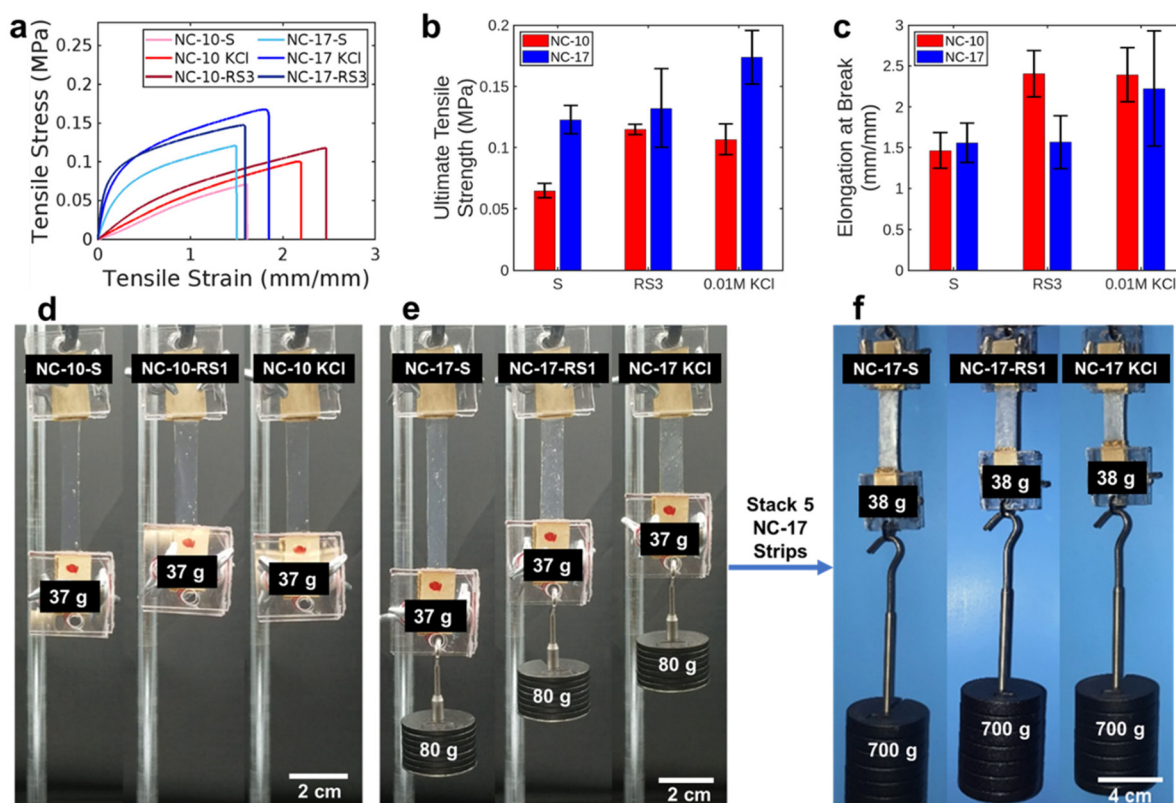 a
Tensile Stress (MPa)
0.25
0.2
0.15
0.1
0.05
0
NC-10-S
NC-10 KCl
NC-10-RS3
NC-17-S
NC-17 KCl
NC-17-RS3
0
1
2
3
Tensile Strain (mm/mm)
b
Ultimate Tensile
Strength (MPa)
0.2
0.15
0.1
0.05
0
NC-10
NC-17
S
RS3
0.01M KCl
c
Elongation at Break
(mm/mm)
3
2.5
2
1.5
1
0.5
0
NC-10
NC-17
S
RS3
0.01M KCl
d
NC-10-S
NC-10-RS1
NC-10 KCl
37 g
37 g
37 g
2 cm
e
NC-17-S
NC-17-RS1
NC-17 KCl
37 g
37 g
37 g
80 g
80 g
80 g
2 cm
Stack 5
NC-17
Strips
f
NC-17-S
NC-17-RS1
NC-17 KCl
38 g
38 g
38 g
700 g
700 g
700 g
4 cm